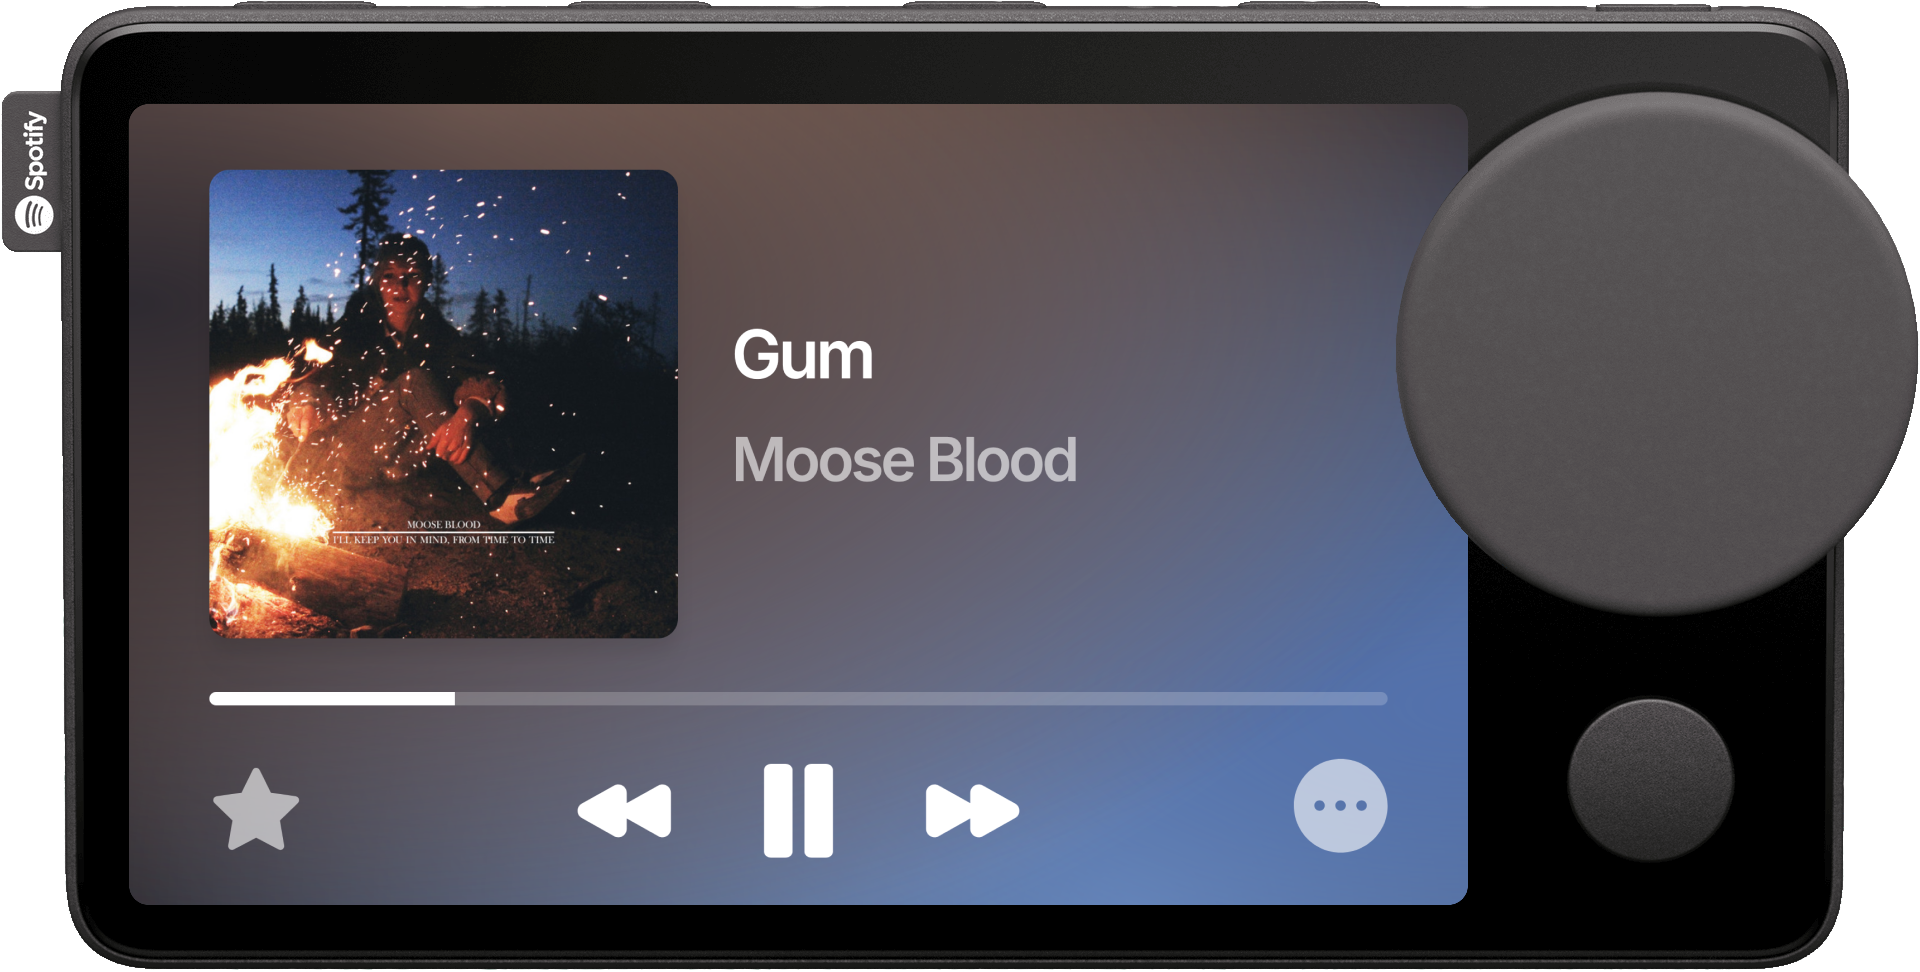 Spotify
Gum
Moose Blood
MOOSE BLOOD
I'LL KEEP YOU IN MIND, FROM TIME TO TIME